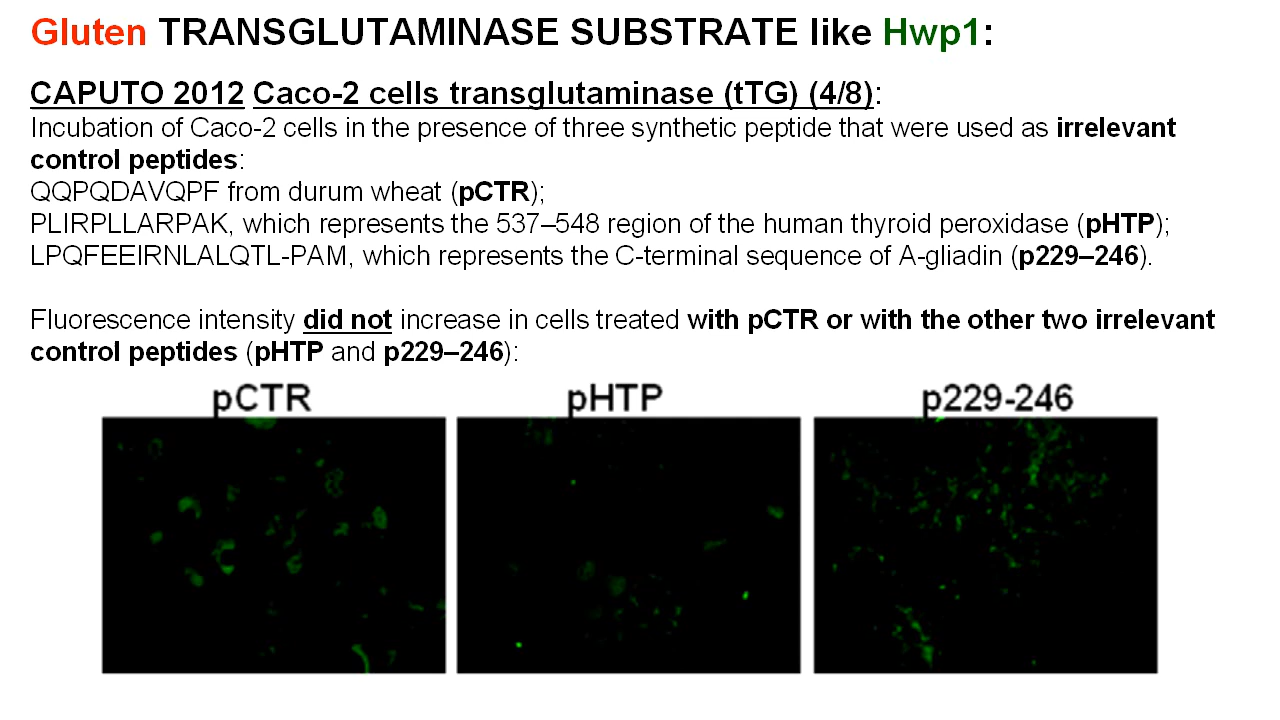 Gluten TRANSGLUTAMINASE SUBSTRATE like Hwp1:
CAPUTO 2012 Caco-2 cells transglutaminase (tTG) (4/8):
Incubation of Caco-2 cells in the presence of three synthetic peptide that were used as irrelevant
control peptides:
QQPQDAVQPF from durum wheat (pCTR);
PLIRPLLARPAK, which represents the 537–548 region of the human thyroid peroxidase (pHTP);
LPQFEEIRNLALQTL-PAM, which represents the C-terminal sequence of A-gliadin (p229–246).
Fluorescence intensity did not increase in cells treated with pCTR or with the other two irrelevant
control peptides (pHTP and p229–246):
pCTR pHTP p229-246